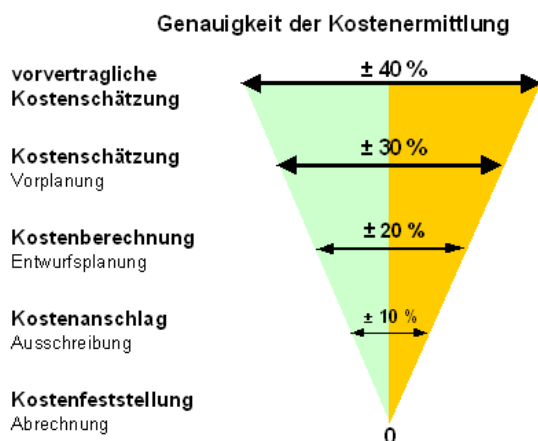 Genauigkeit der Kostenermittlung
vorvertragliche
Kostenschätzung
± 40 %
Kostenschätzung
Vorplanung
± 30 %
Kostenberechnung
Entwurfsplanung
± 20 %
Kostenanschlag
Ausschreibung
± 10 %
Kostenfeststellung
Abrechnung
0